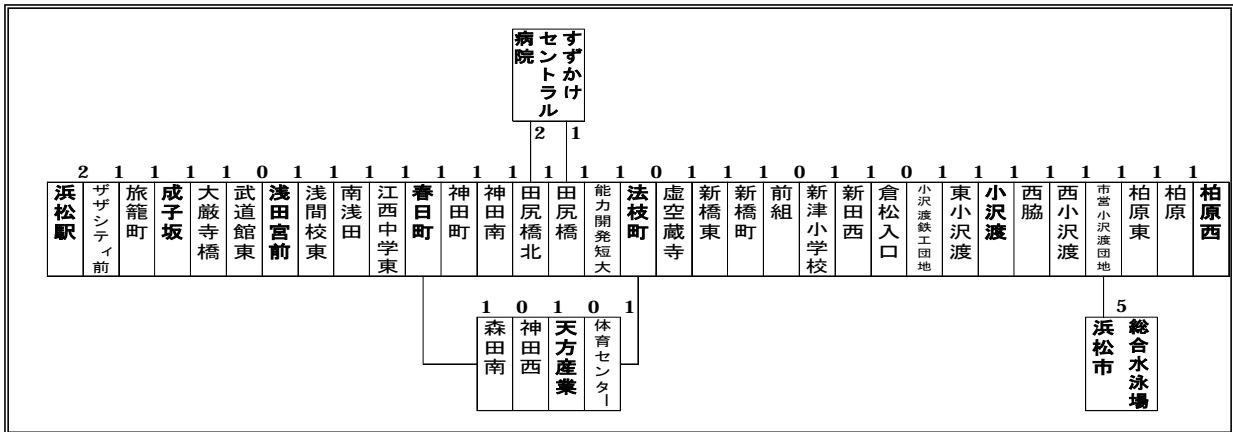 すずかけセントラル病院
2 1
2 1 1 1 1 0 1 1 1 1 1 1 1 1 1 1 0 1 1 1 1 1 1 0 1 1 1 1 1 1 1 1
浜松駅
ザザシティ前
旅籠町
成子坂
大厳寺橋
武道館東
浅田宮前
浅間校東
南浅田
江西中学東
春日町
神田町
神田南
田尻橋北
田尻橋
能力開発短大
法枝町
虚空蔵寺
新橋東
新橋町
前組
新津小学校
新田西
倉松入口
小沢渡鉄工団地
東小沢渡
小沢渡
西脇
西小沢渡
市営小沢渡団地
柏原東
柏原
柏原西
1 0 1 0 1
森田南
神田西
天方産業
体育センター
5
浜松市
総合水泳場